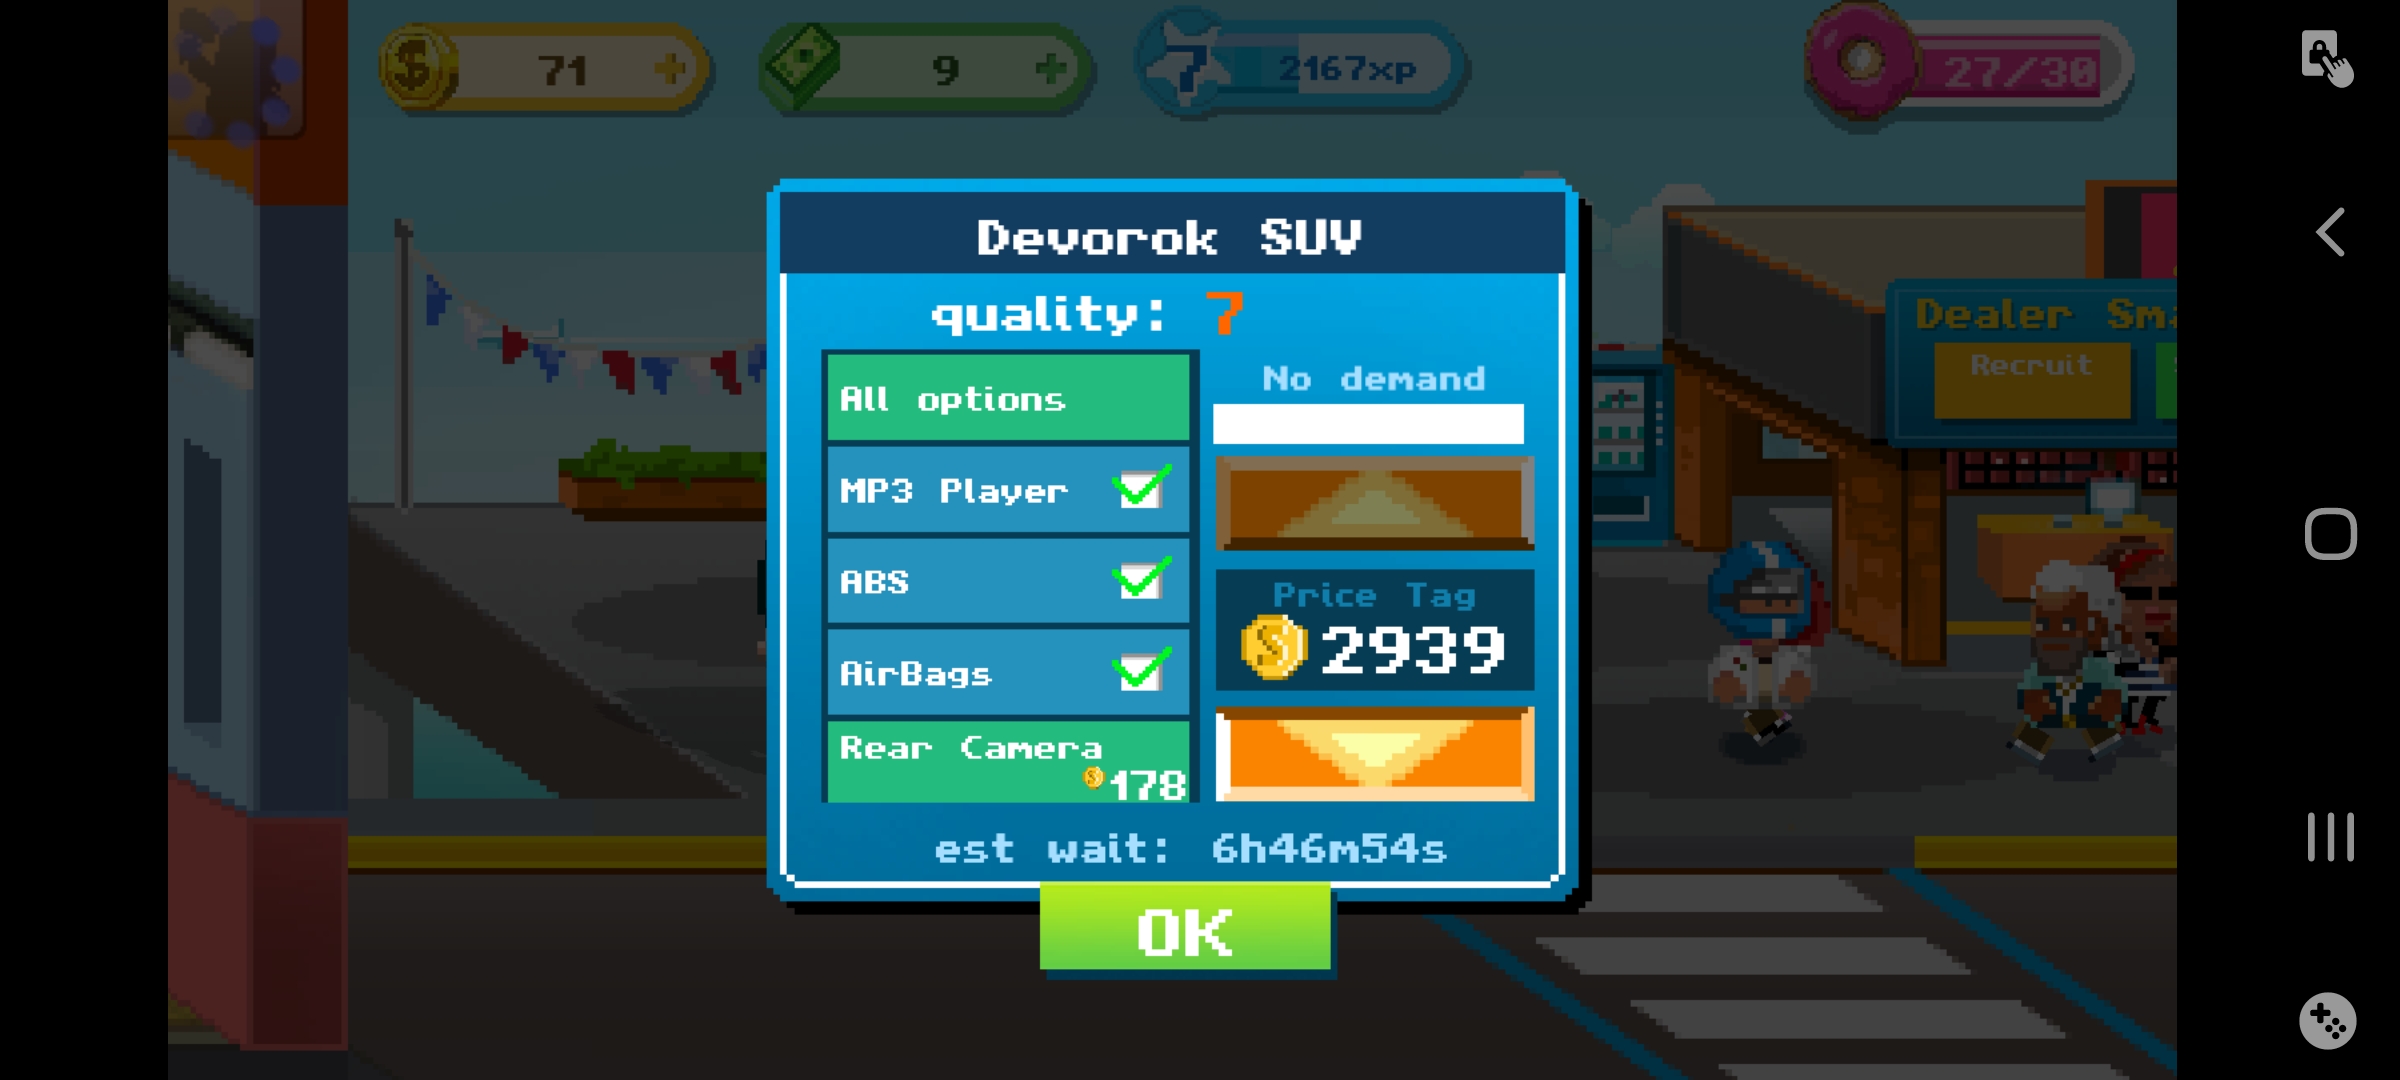 71
9
7
2167xp
27/30
Devorok SUV
quality: 7
All options
MP3 Player
ABS
AirBags
Rear Camera
178
No demand
Price Tag
2939
est wait: 6h46m54s
OK
Dealer
Recruit